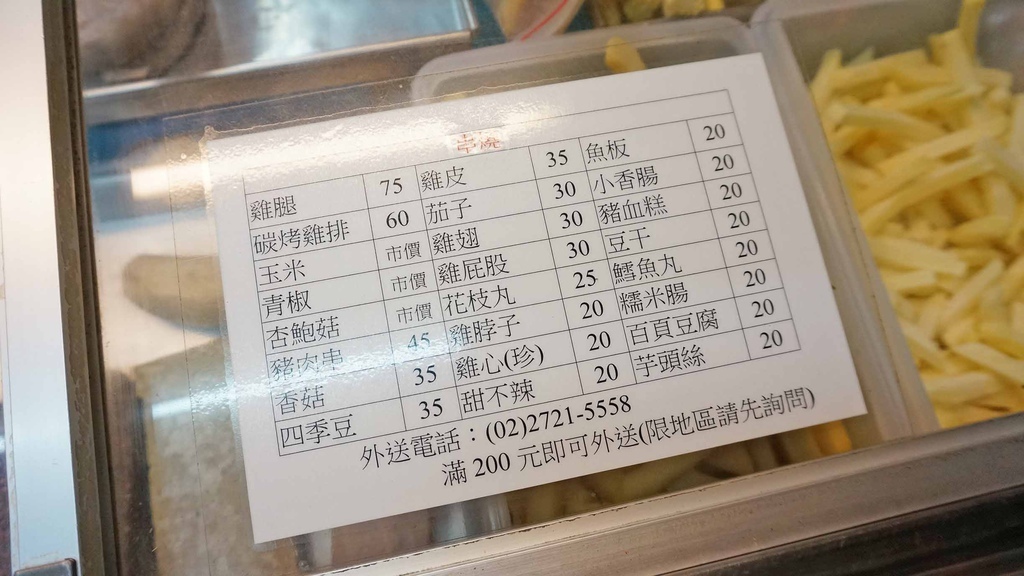 串燒
雞腿 75 雞皮 35 魚板 20
碳烤雞排 60 茄子 30 小香腸 20
玉米 市價 雞翅 30 豬血糕 20
青椒 市價 雞屁股 30 豆干 20
杏鮑菇 市價 花枝丸 25 鱈魚丸 20
豬肉串 45 雞脖子 20 糯米腸 20
香菇 35 雞心(珍) 20 百頁豆腐 20
四季豆 35 甜不辣 20 芋頭絲 20
外送電話：(02)2721-5558
滿 200 元即可外送(限地區請先詢問)